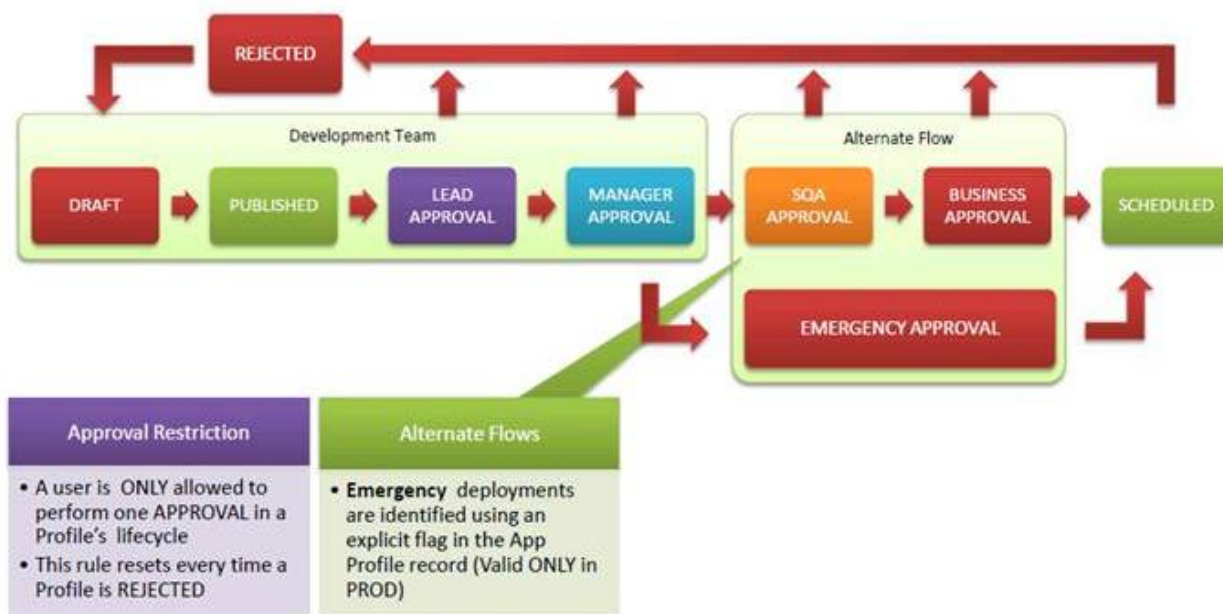 REJECTED
Development Team
Alternate Flow
DRAFT
PUBLISHED
LEAD
APPROVAL
MANAGER
APPROVAL
SQA
APPROVAL
BUSINESS
APPROVAL
SCHEDULED
EMERGENCY APPROVAL
Approval Restriction
• A user is ONLY allowed to
perform one APPROVAL in a
Profile's lifecycle
• This rule resets every time a
Profile is REJECTED
Alternate Flows
• Emergency deployments
are identified using an
explicit flag in the App
Profile record (Valid ONLY in
PROD)